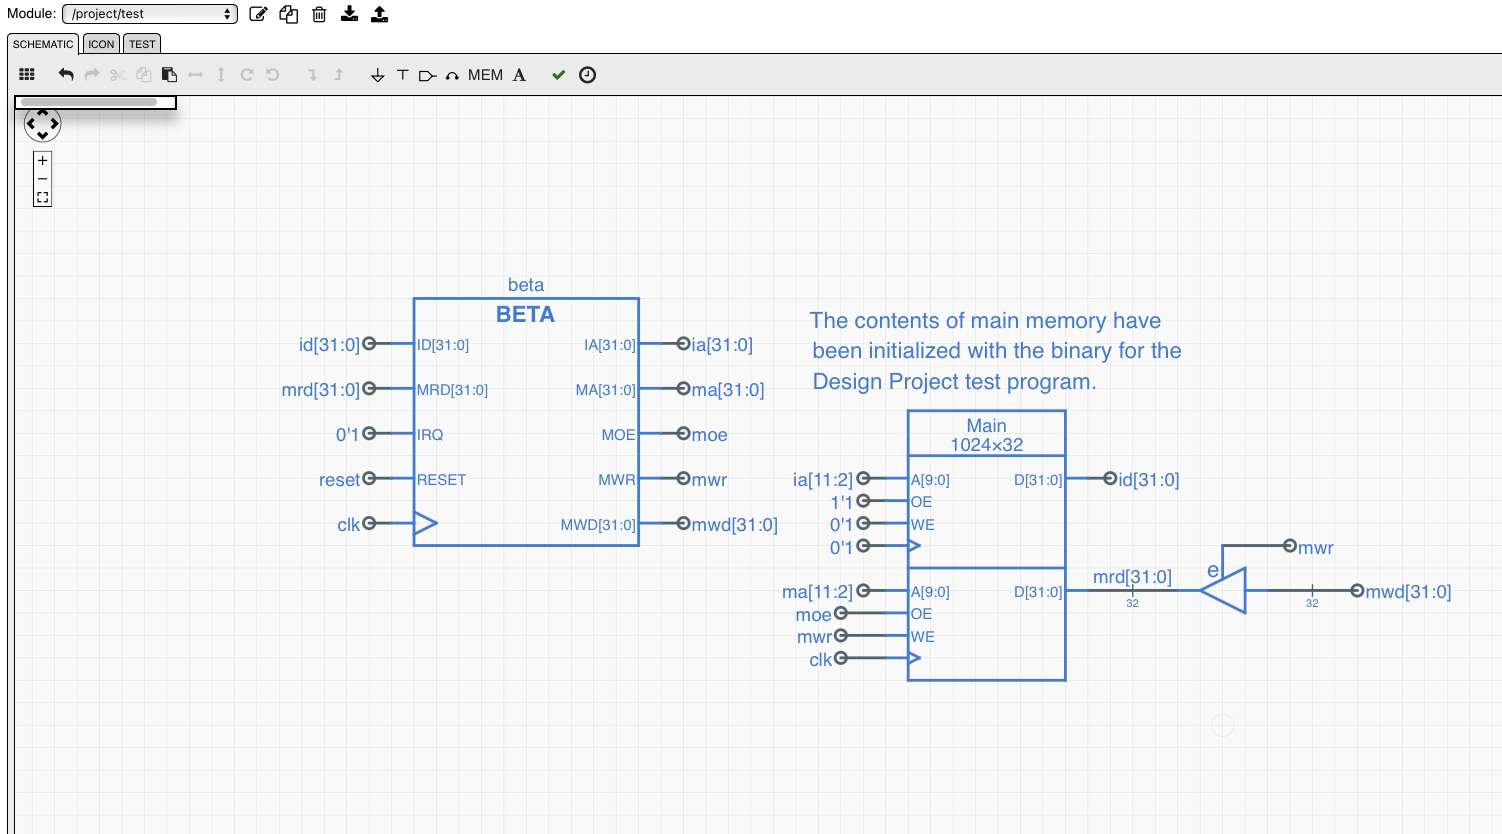 Module: /project/test
SCHEMATIC ICON TEST
MEM A
beta
BETA
id[31:0] ID[31:0] IA[31:0] ia[31:0]
mrd[31:0] MRD[31:0] MA[31:0] ma[31:0]
0'1 IRQ MOE moe
reset RESET MWR mwr
clk MWD[31:0] mwd[31:0]
The contents of main memory have
been initialized with the binary for the
Design Project test program.
Main
1024×32
ia[11:2] A[9:0] D[31:0] id[31:0]
1'1 OE
0'1 WE
0'1
mwr
e
mrd[31:0]
ma[11:2] A[9:0] D[31:0] 32 32 mwd[31:0]
moe OE
mwr WE
clk